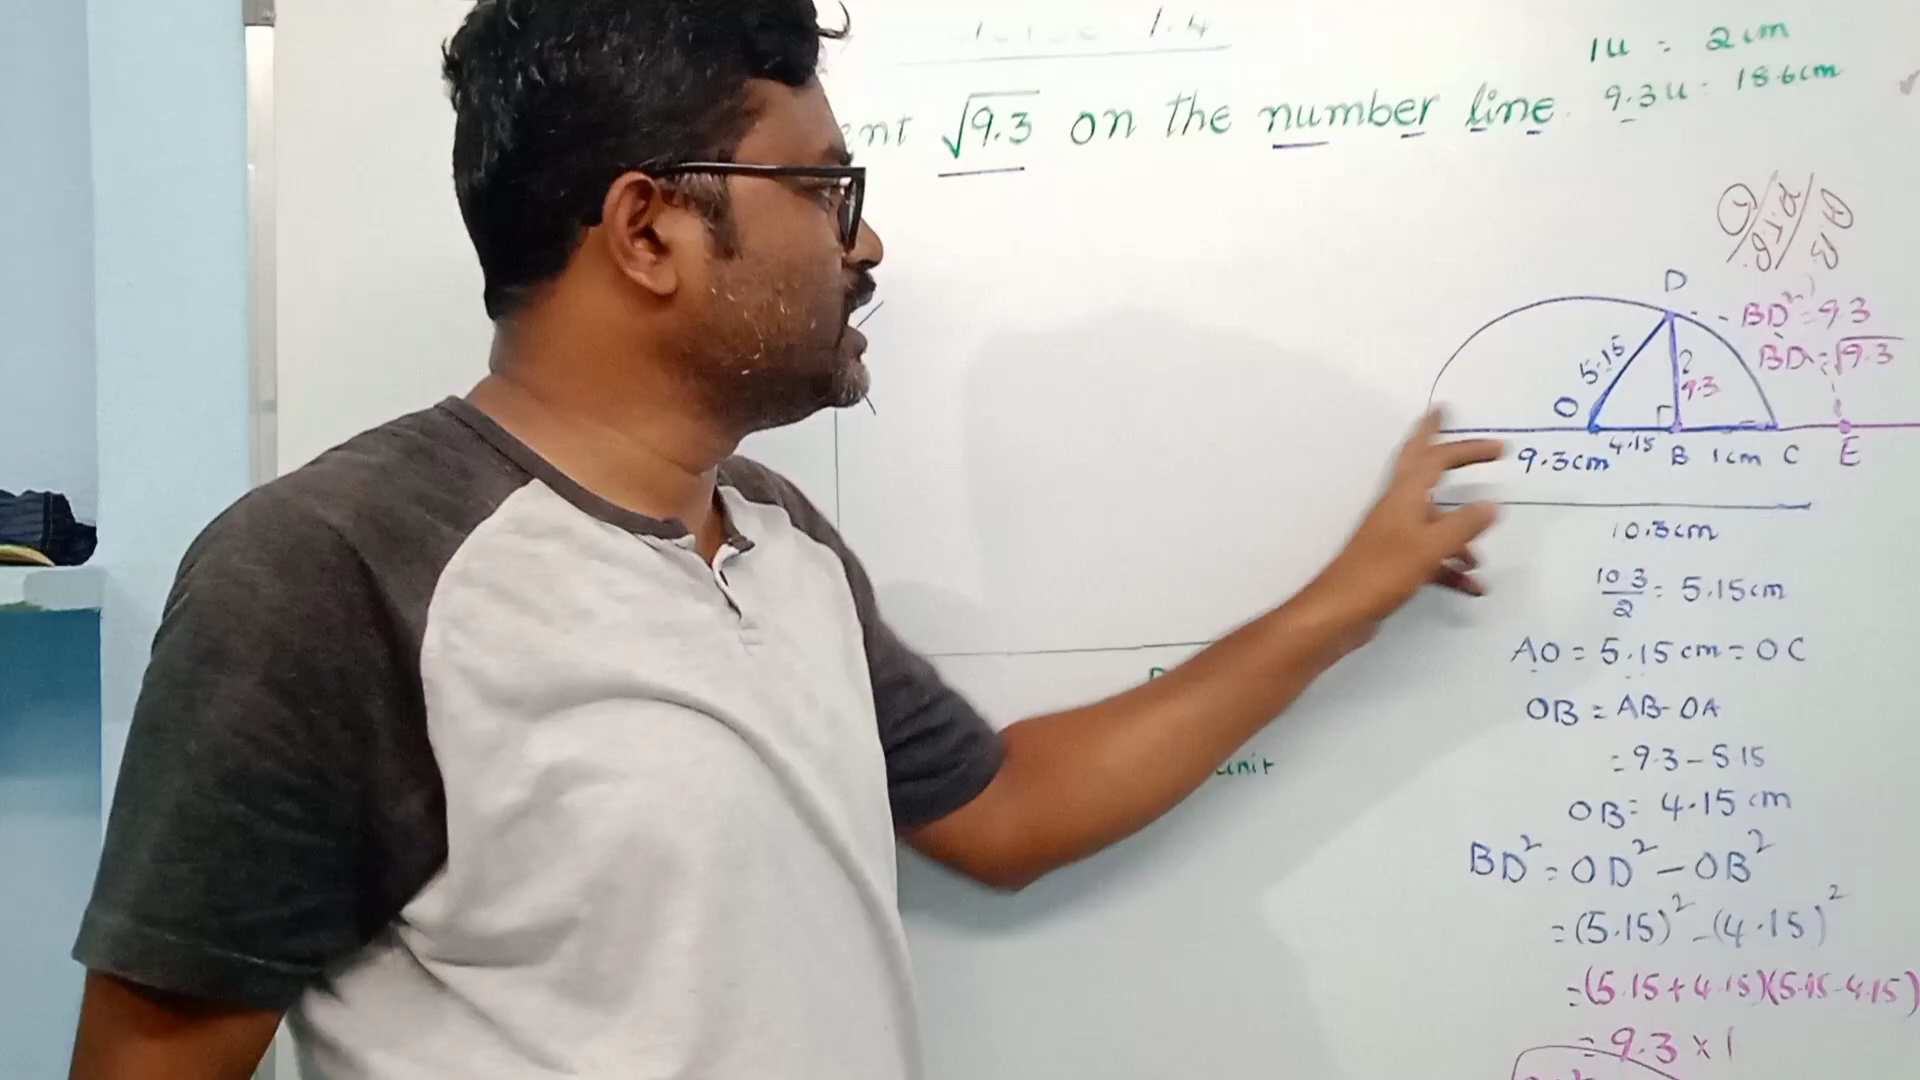 1.4
√9.3 on the number line.
1u = 2cm
9.3u = 18.6cm
D
BD² = 9.3
BD = √9.3
5.15
?
9.3
O
9.3cm 4.15 B 1cm C E
10.3cm
10.3/2 = 5.15cm
AO = 5.15cm = OC
OB = AB - OA
= 9.3 - 5.15
OB = 4.15 cm
BD² = OD² - OB²
= (5.15)² - (4.15)²
= (5.15 + 4.15)(5.15 - 4.15)
= 9.3 x 1
unit